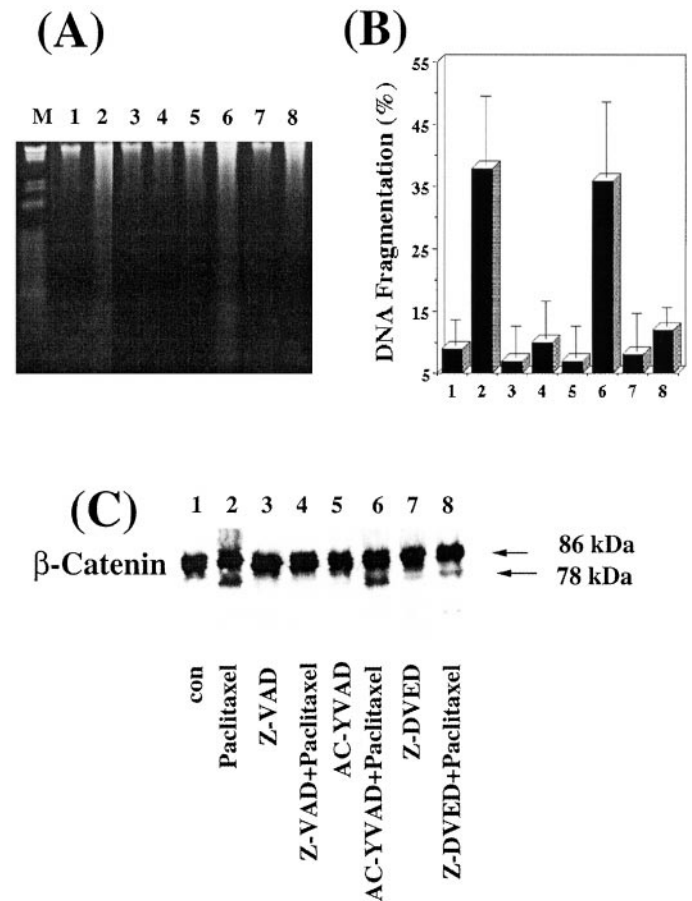 (A)
M 1 2 3 4 5 6 7 8
(B)
DNA Fragmentation (%)
55
45
35
25
15
5
1 2 3 4 5 6 7 8
(C)
1 2 3 4 5 6 7 8
β-Catenin
86 kDa
78 kDa
con
Paclitaxel
Z-VAD
Z-VAD+Paclitaxel
AC-YVAD
AC-YVAD+Paclitaxel
Z-DVED
Z-DVED+Paclitaxel